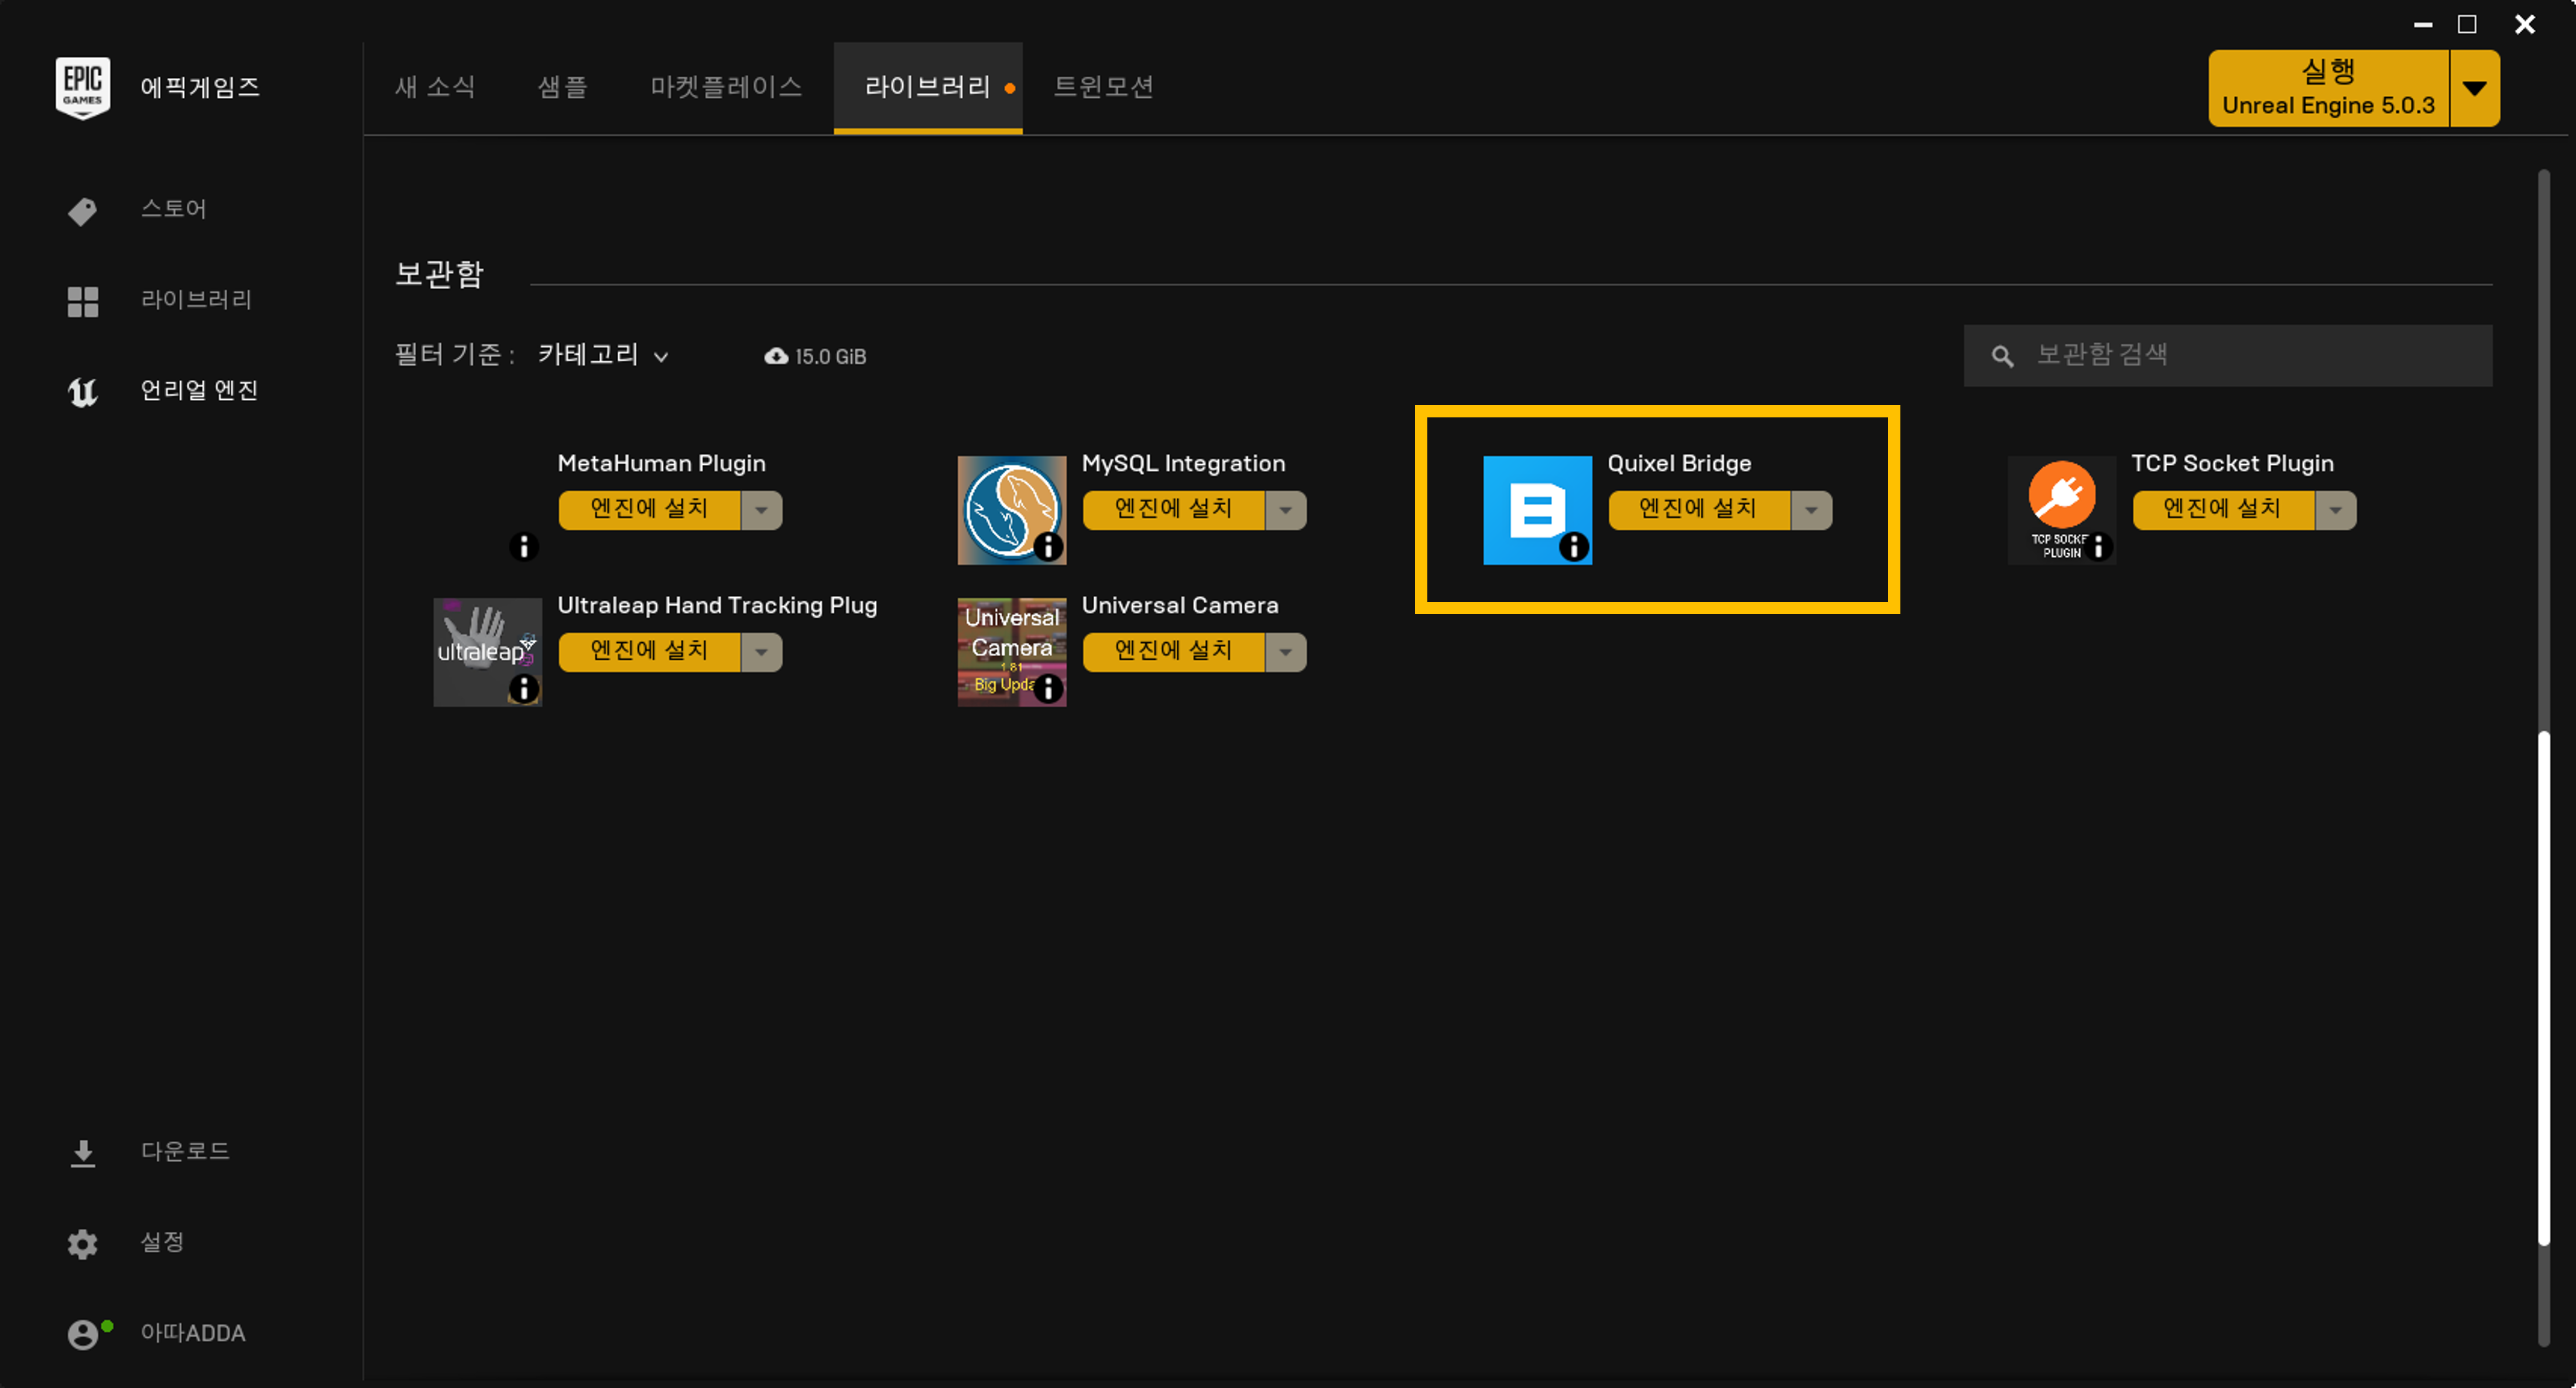 EPIC
GAMES
에픽게임즈
새 소식
샘플
마켓플레이스
라이브러리
트윈모션
실행
Unreal Engine 5.0.3
스토어
라이브러리
언리얼 엔진
보관함
필터 기준 :
카테고리
15.0 GiB
보관함 검색
MetaHuman Plugin
엔진에 설치
MySQL Integration
엔진에 설치
Quixel Bridge
엔진에 설치
TCP Socket Plugin
엔진에 설치
TCP SOCKE
PLUGIN
Ultraleap Hand Tracking Plug
엔진에 설치
ultraleap
Universal Camera
엔진에 설치
Universal
Camera
1.81
Big Upda
다운로드
설정
아따ADDA